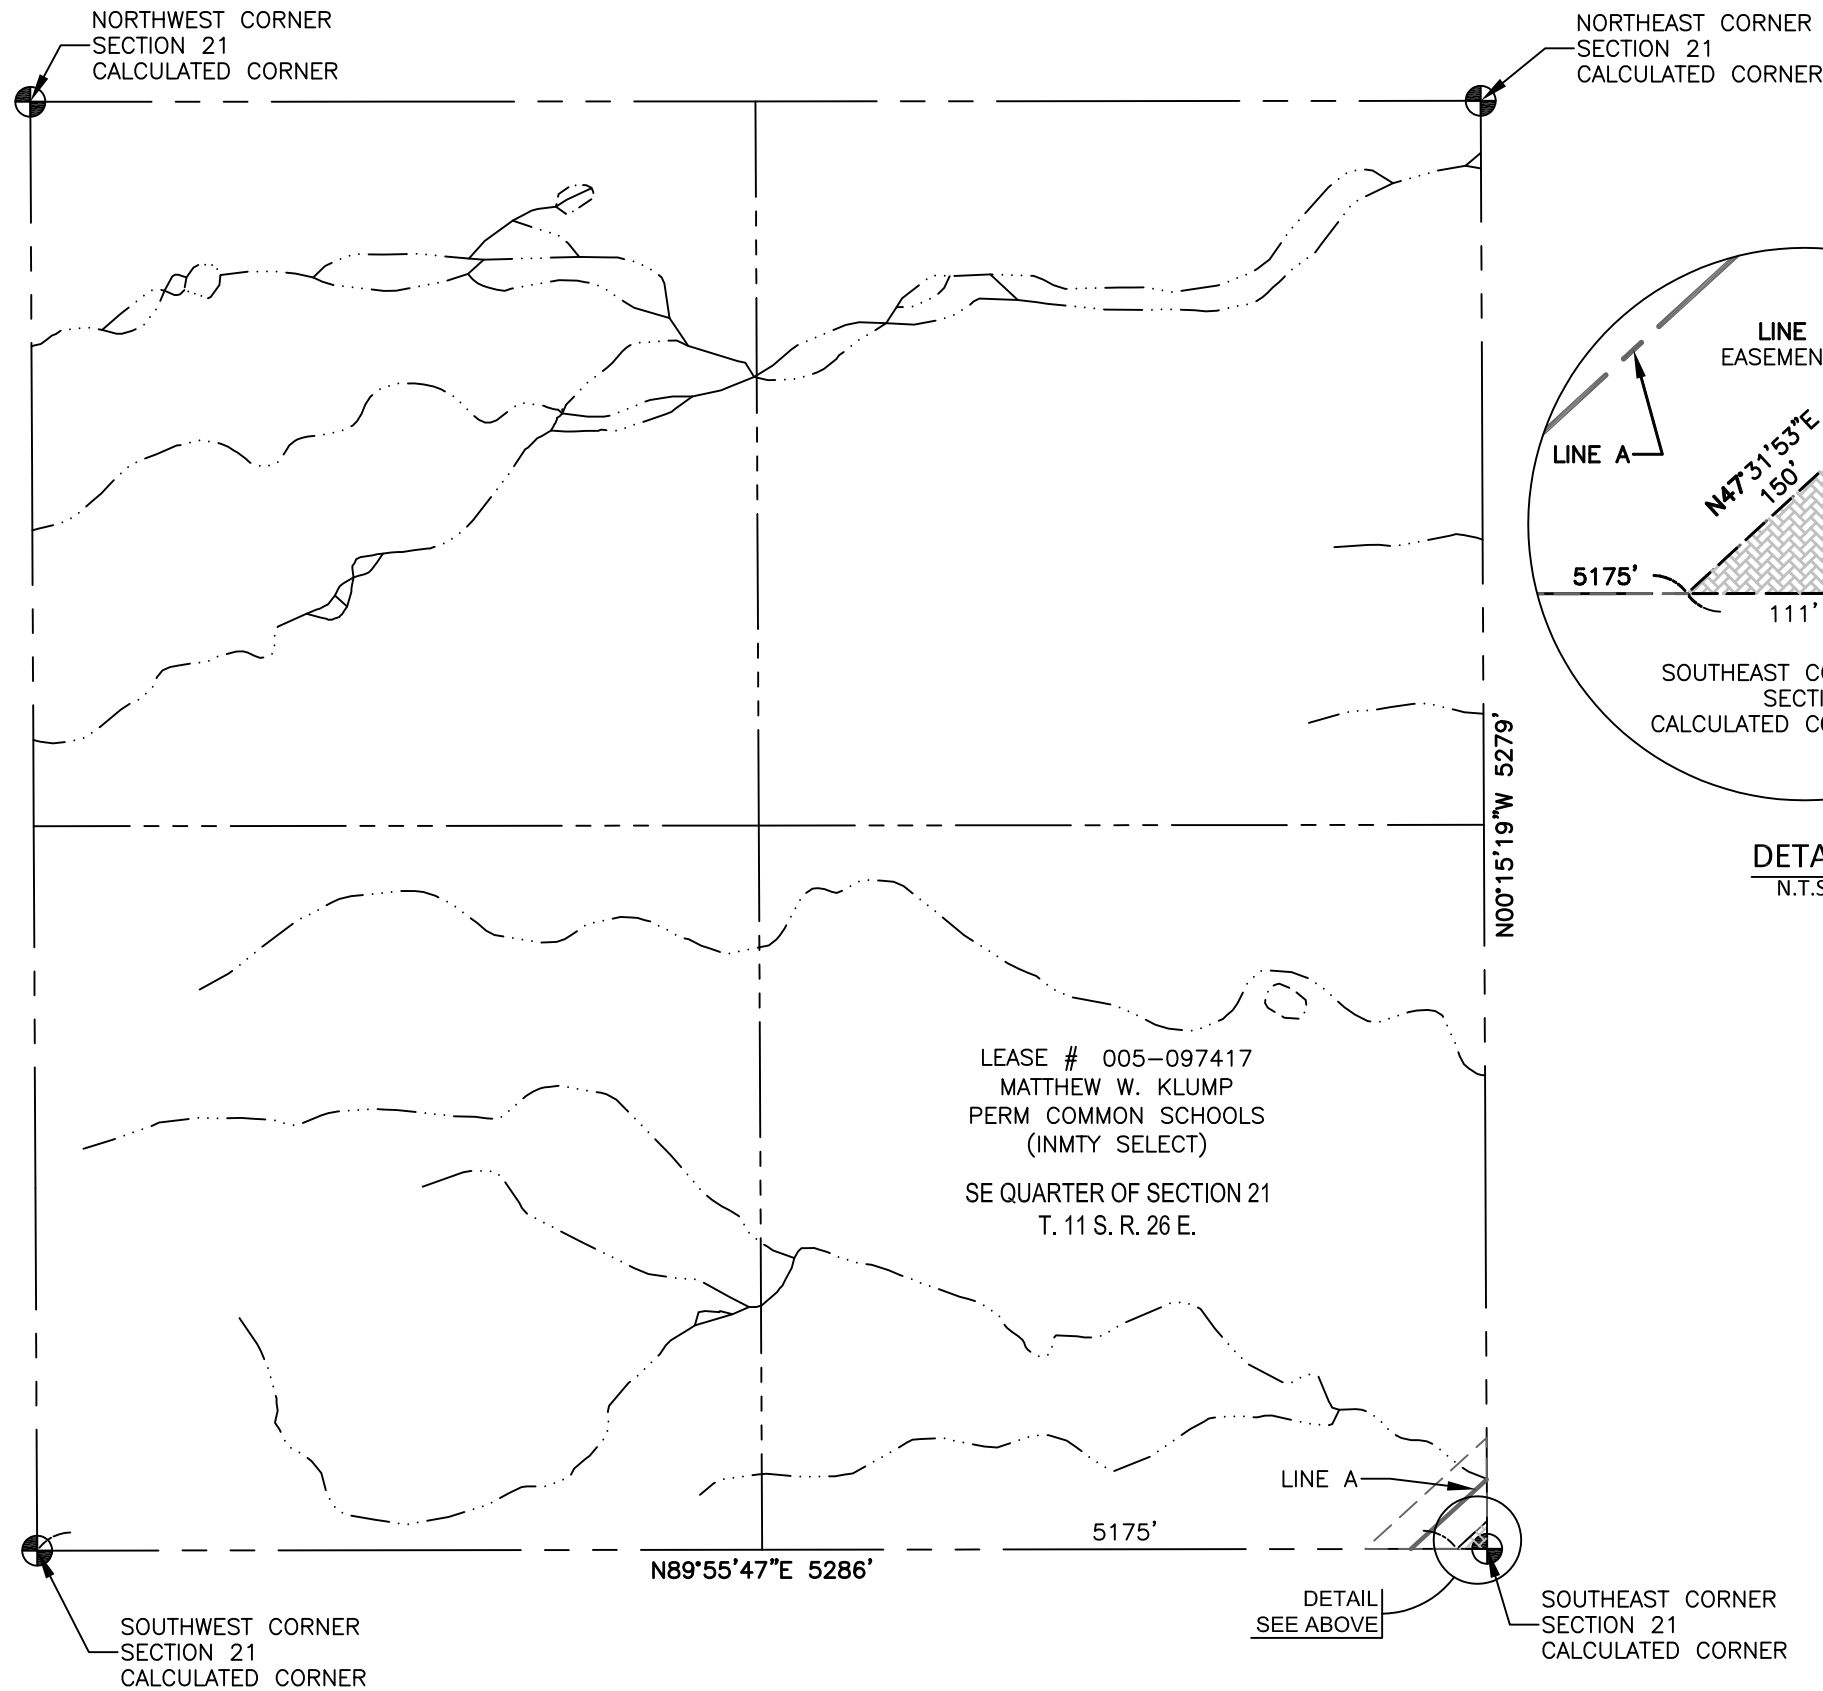 NORTHWEST CORNER
SECTION 21
CALCULATED CORNER
NORTHEAST CORNER
SECTION 21
CALCULATED CORNER
LINE
LINE A
N47°31'53"E
150'
5175'
111'
SOUTHEAST
CALCULATED
N.T.S
N00°15'19"W 5279'
LEASE # 005-097417
MATTHEW W. KLUMP
PERM COMMON SCHOOLS
(INMTY SELECT)
SE QUARTER OF SECTION 21
T. 11 S. R. 26 E.
LINE A
5175'
N89°55'47"E 5286'
DETAIL
SEE ABOVE
SOUTHWEST CORNER
SECTION 21
CALCULATED CORNER
SOUTHEAST CORNER
SECTION 21
CALCULATED CORNER